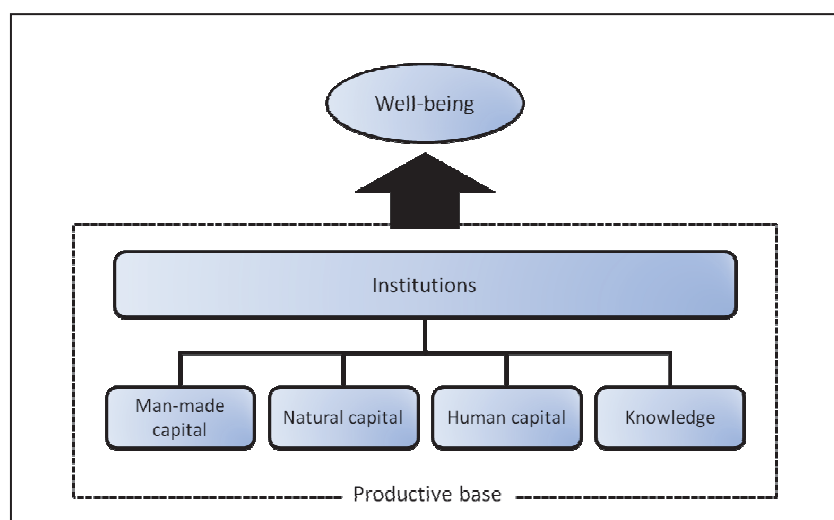 Well-being
Institutions
Man-made
capital
Natural capital
Human capital
Knowledge
Productive base